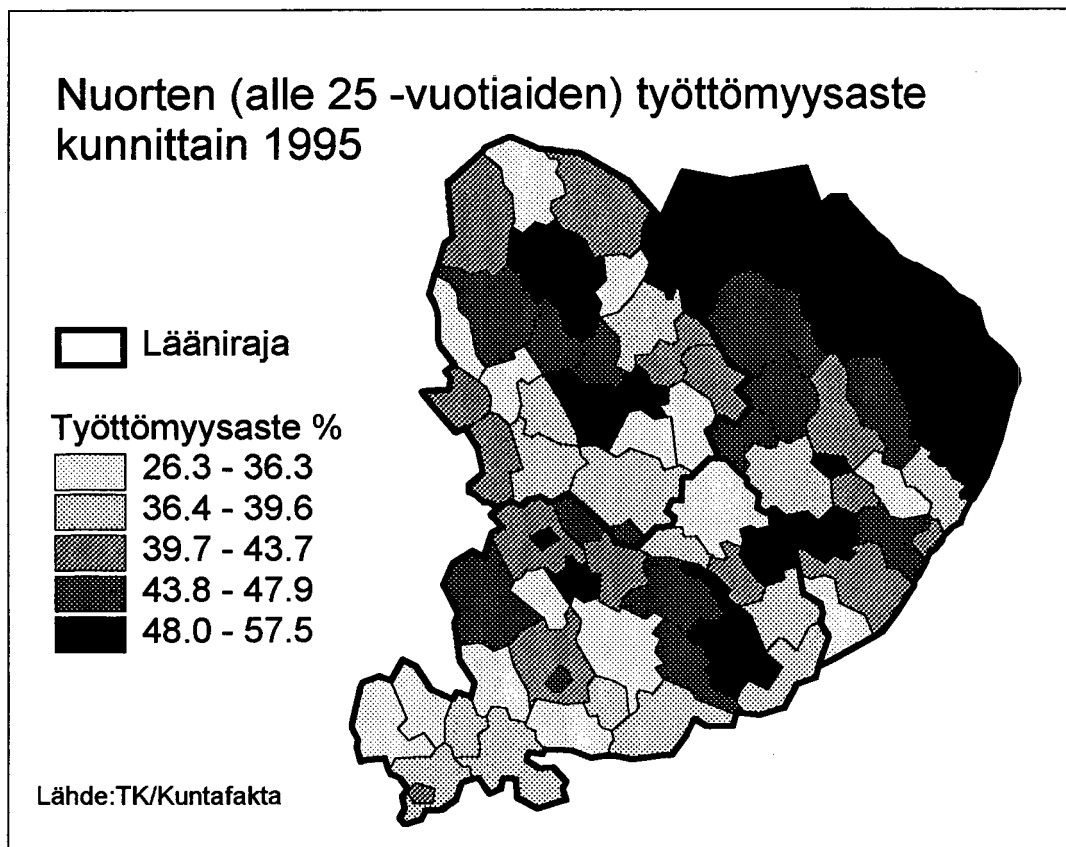 Nuorten (alle 25 -vuotiaiden) työttömyysaste
kunnittain 1995
Lääniraja
Työttömyysaste %
26.3 - 36.3
36.4 - 39.6
39.7 - 43.7
43.8 - 47.9
48.0 - 57.5
Lähde:TK/Kuntafakta